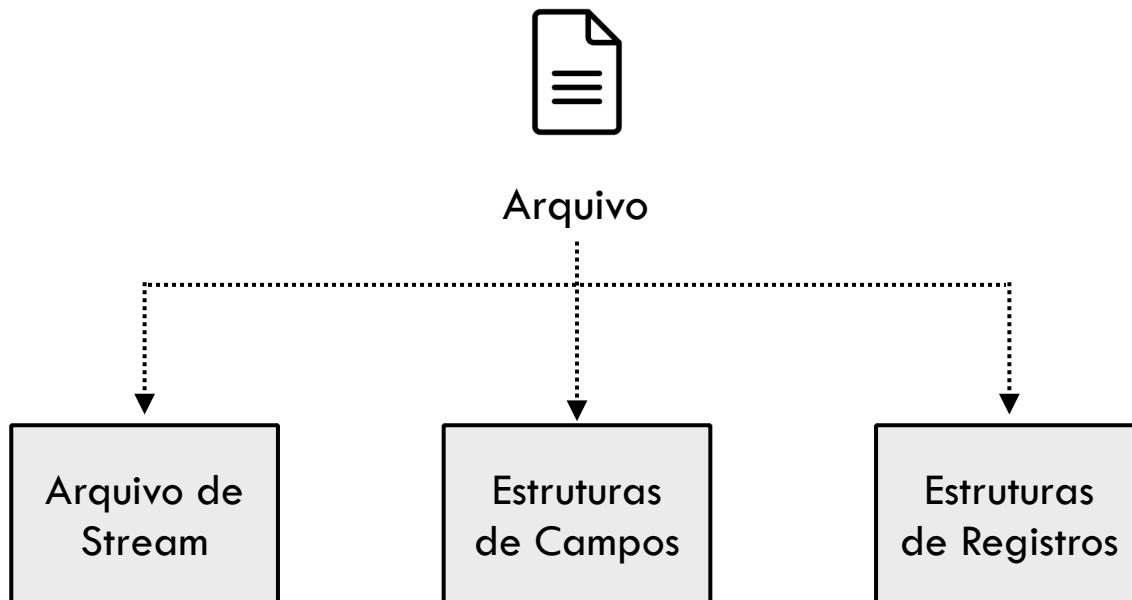 Arquivo
Arquivo de
Stream
Estruturas
de Campos
Estruturas
de Registros